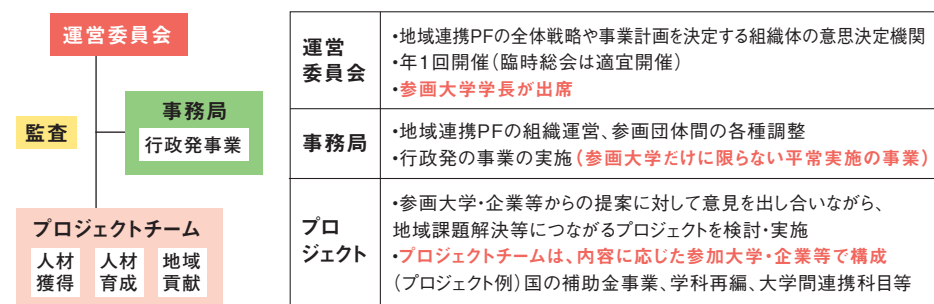 運営委員会
事務局
行政発事業
監査
プロジェクトチーム
人材
獲得
人材
育成
地域
貢献
運営
委員会
・地域連携PFの全体戦略や事業計画を決定する組織体の意思決定機関
・年1回開催（臨時総会は適宜開催）
・参画大学学長が出席
事務局
・地域連携PFの組織運営、参画団体間の各種調整
・行政発の事業の実施（参画大学だけに限らない平常実施の事業）
プロ
ジェクト
・参画大学・企業等からの提案に対して意見を出し合いながら、
地域課題解決等につながるプロジェクトを検討・実施
・プロジェクトチームは、内容に応じた参加大学・企業等で構成
（プロジェクト例）国の補助金事業、学科再編、大学間連携科目等